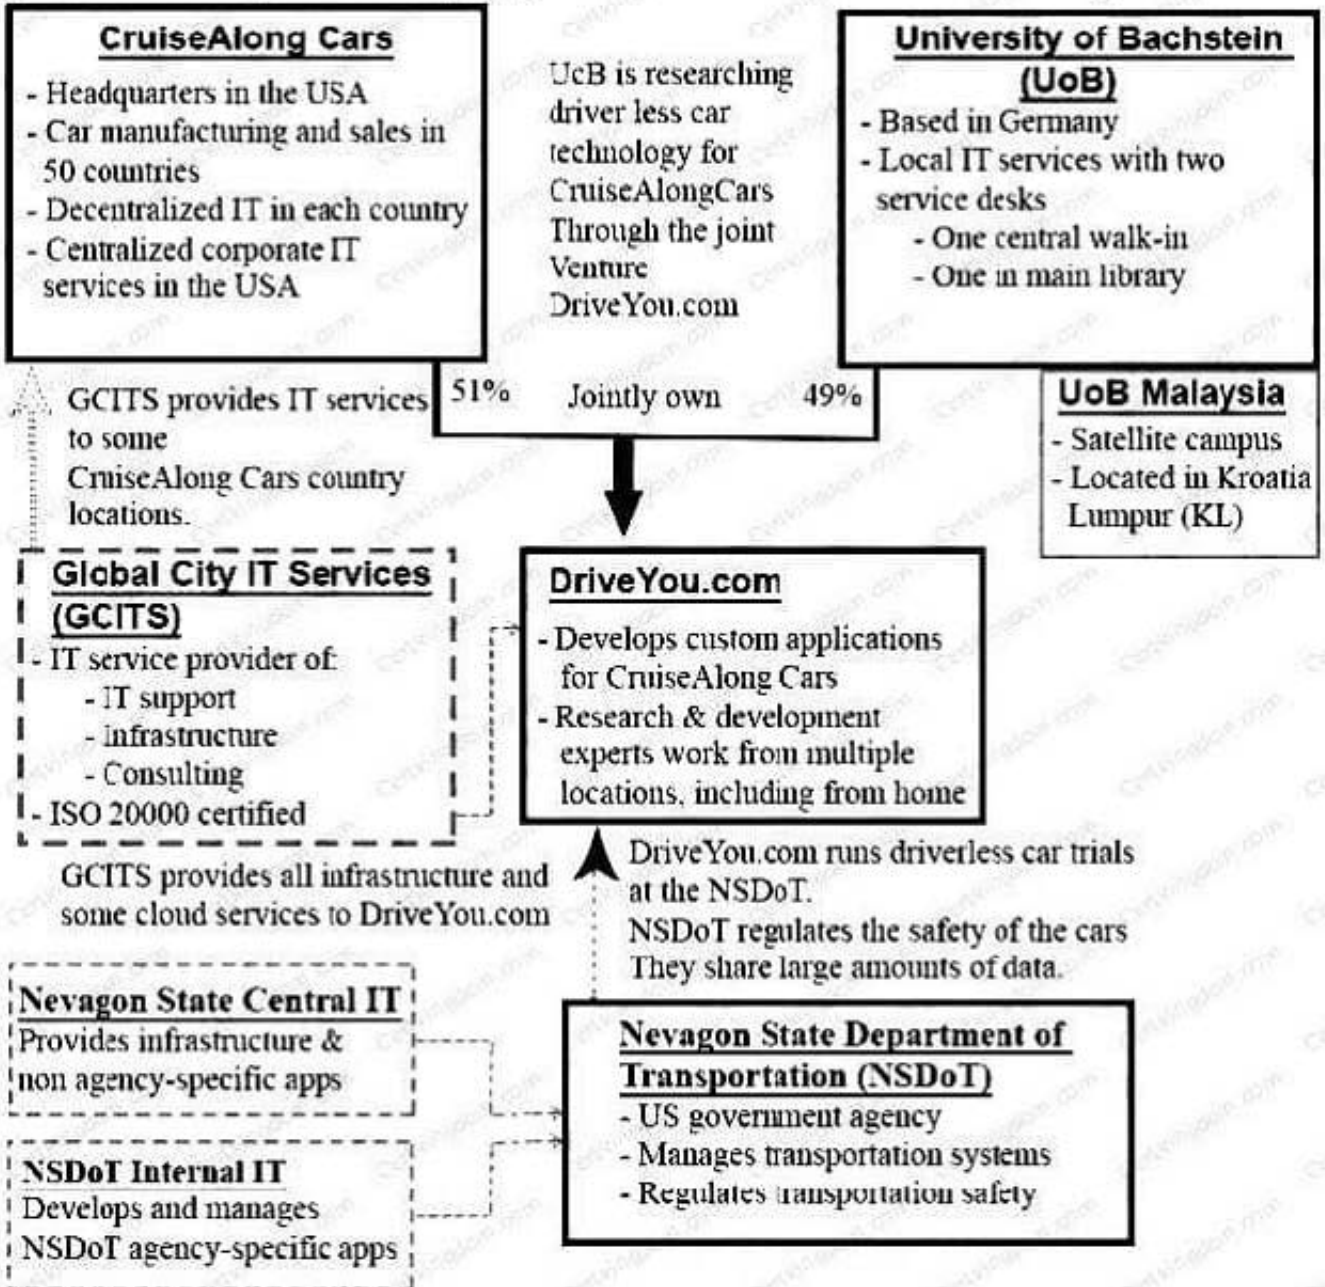 CruiseAlong Cars
- Headquarters in the USA
- Car manufacturing and sales in
50 countries
- Decentralized IT in each country
- Centralized corporate IT
services in the USA
UcB is researching
driver less car
technology for
CruiseAlongCars
Through the joint
Venture
DriveYou.com
University of Bachstein
(UoB)
- Based in Germany
- Local IT services with two
service desks
- One central walk-in
- One in main library
51% Jointly own 49%
UoB Malaysia
- Satellite campus
- Located in Kroatia
Lumpur (KL)
GCITS provides IT services
to some
CruiseAlong Cars country
locations.
Global City IT Services
(GCITS)
- IT service provider of:
- IT support
- Infrastructure
- Consulting
- ISO 20000 certified
DriveYou.com
- Develops custom applications
for CruiseAlong Cars
- Research & development
experts work from multiple
locations, including from home
GCITS provides all infrastructure and
some cloud services to DriveYou.com
DriveYou.com runs driverless car trials
at the NSDoT.
NSDoT regulates the safety of the cars
They share large amounts of data.
Nevagon State Central IT
Provides infrastructure &
non agency-specific apps
NSDoT Internal IT
Develops and manages
NSDoT agency-specific apps
Nevagon State Department of
Transportation (NSDoT)
- US government agency
- Manages transportation systems
- Regulates transportation safety